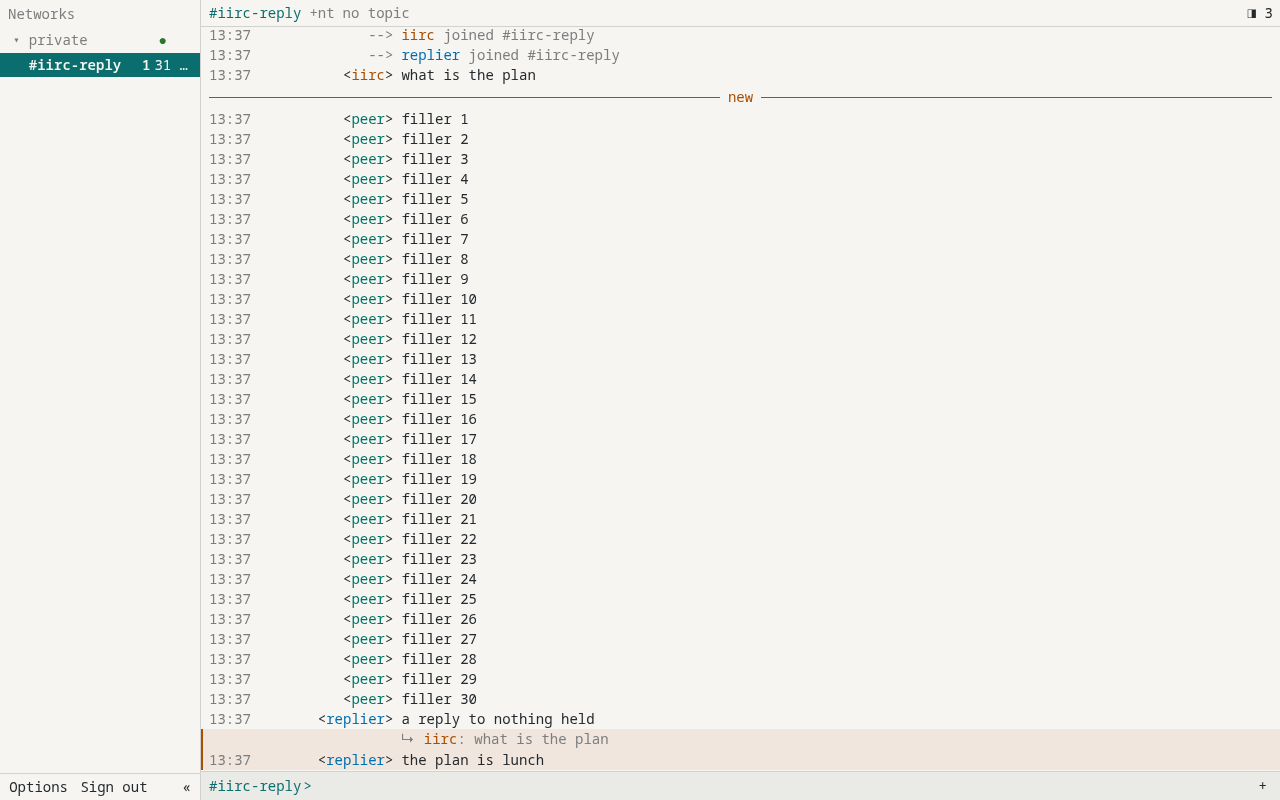 Networks
▾ private ●
#iirc-reply 1 31 …
Options Sign out «
#iirc-reply +nt no topic ◨ 3
13:37 --> iirc joined #iirc-reply
13:37 --> replier joined #iirc-reply
13:37 <iirc> what is the plan
new
13:37 <peer> filler 1
13:37 <peer> filler 2
13:37 <peer> filler 3
13:37 <peer> filler 4
13:37 <peer> filler 5
13:37 <peer> filler 6
13:37 <peer> filler 7
13:37 <peer> filler 8
13:37 <peer> filler 9
13:37 <peer> filler 10
13:37 <peer> filler 11
13:37 <peer> filler 12
13:37 <peer> filler 13
13:37 <peer> filler 14
13:37 <peer> filler 15
13:37 <peer> filler 16
13:37 <peer> filler 17
13:37 <peer> filler 18
13:37 <peer> filler 19
13:37 <peer> filler 20
13:37 <peer> filler 21
13:37 <peer> filler 22
13:37 <peer> filler 23
13:37 <peer> filler 24
13:37 <peer> filler 25
13:37 <peer> filler 26
13:37 <peer> filler 27
13:37 <peer> filler 28
13:37 <peer> filler 29
13:37 <peer> filler 30
13:37 <replier> a reply to nothing held
↳ iirc: what is the plan
13:37 <replier> the plan is lunch
#iirc-reply> +